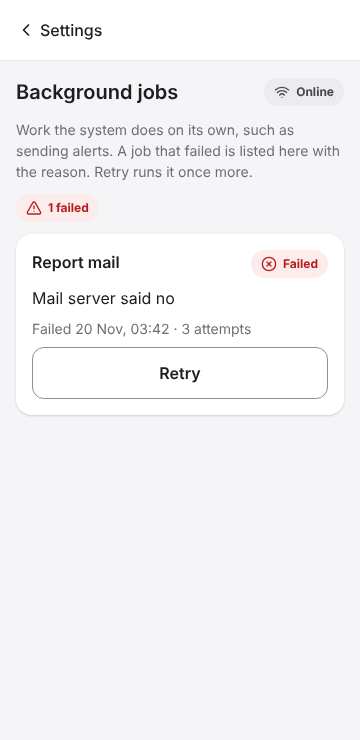 Settings
Background jobs
Online
Work the system does on its own, such as
sending alerts. A job that failed is listed here with
the reason. Retry runs it once more.
1 failed
Report mail
Failed
Mail server said no
Failed 20 Nov, 03:42 · 3 attempts
Retry